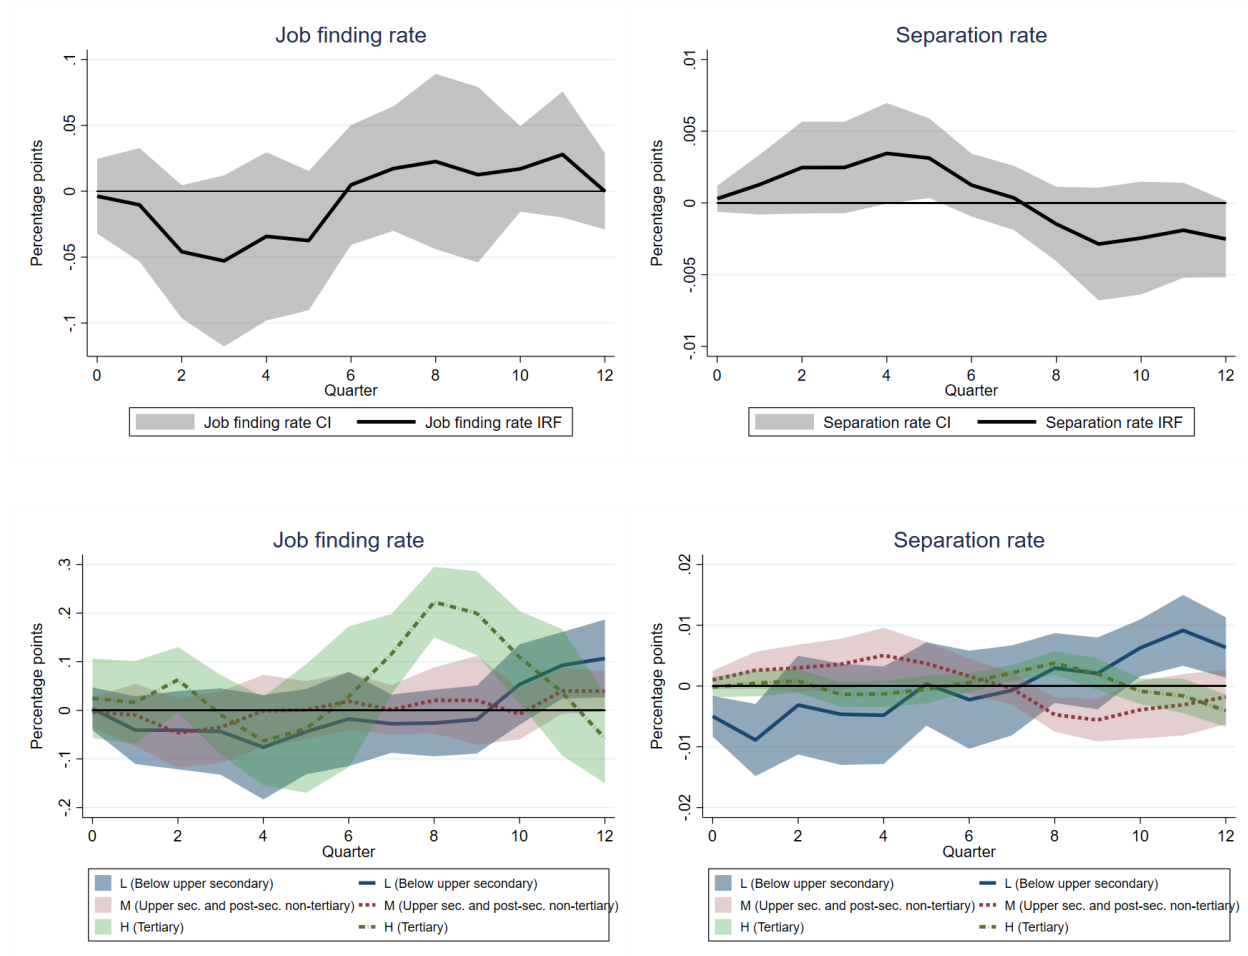 Job finding rate
Percentage points
.1
.05
0
-.05
-.1
0 2 4 6 8 10 12
Quarter
Job finding rate CI Job finding rate IRF
Separation rate
Percentage points
.01
.005
0
-.005
-.01
0 2 4 6 8 10 12
Quarter
Separation rate CI Separation rate IRF
Job finding rate
Percentage points
.3
.2
.1
0
-.1
-.2
0 2 4 6 8 10 12
Quarter
L (Below upper secondary) L (Below upper secondary)
M (Upper sec. and post-sec. non-tertiary) M (Upper sec. and post-sec. non-tertiary)
H (Tertiary) H (Tertiary)
Separation rate
Percentage points
.02
.01
0
-.01
-.02
0 2 4 6 8 10 12
Quarter
L (Below upper secondary) L (Below upper secondary)
M (Upper sec. and post-sec. non-tertiary) M (Upper sec. and post-sec. non-tertiary)
H (Tertiary) H (Tertiary)